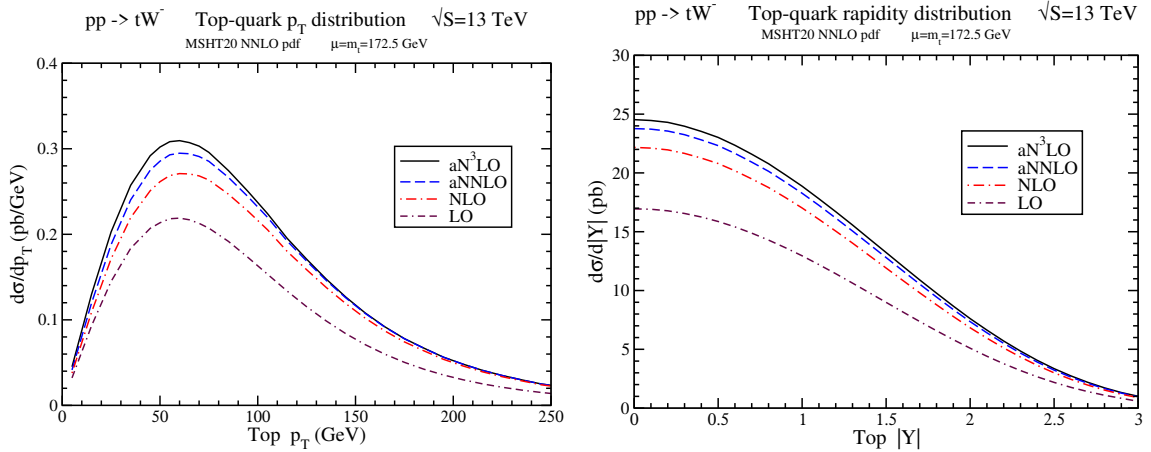 pp -> tW⁻ Top-quark p_T distribution √S=13 TeV
MSHT20 NNLO pdf μ=m_t=172.5 GeV
dσ/dp_T (pb/GeV)
0.4
0.3
0.2
0.1
0
aN³LO
aNNLO
NLO
LO
0 50 100 150 200 250
Top p_T (GeV)
pp -> tW⁻ Top-quark rapidity distribution √S=13 TeV
MSHT20 NNLO pdf μ=m_t=172.5 GeV
dσ/d|Y| (pb)
30
25
20
15
10
5
0
aN³LO
aNNLO
NLO
LO
0 0.5 1 1.5 2 2.5 3
Top |Y|